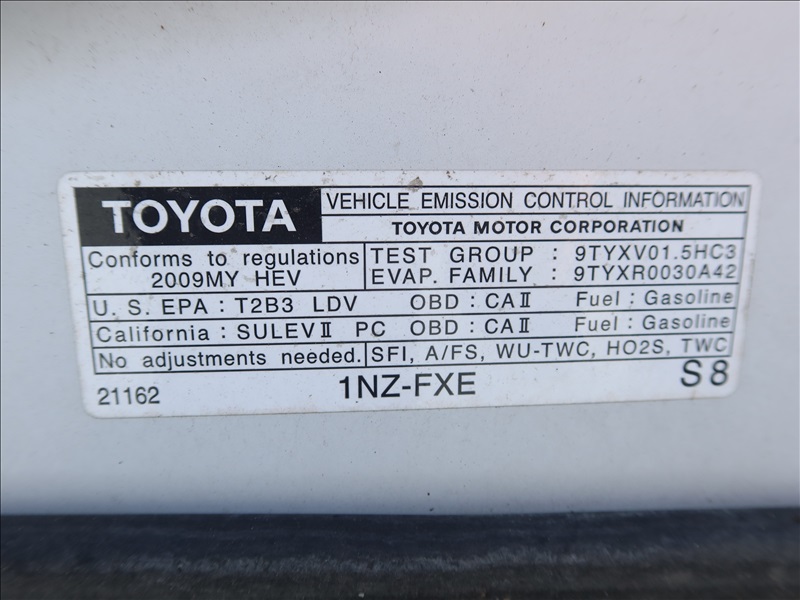 TOYOTA
VEHICLE EMISSION CONTROL INFORMATION
TOYOTA MOTOR CORPORATION
Conforms to regulations
2009MY HEV
TEST GROUP : 9TYXV01.5HC3
EVAP. FAMILY : 9TYXR0030A42
U. S. EPA : T2B3 LDV OBD : CAⅡ Fuel : Gasoline
California : SULEVⅡ PC OBD : CAⅡ Fuel : Gasoline
No adjustments needed. SFI, A/FS, WU-TWC, HO2S, TWC
21162 1NZ-FXE S 8